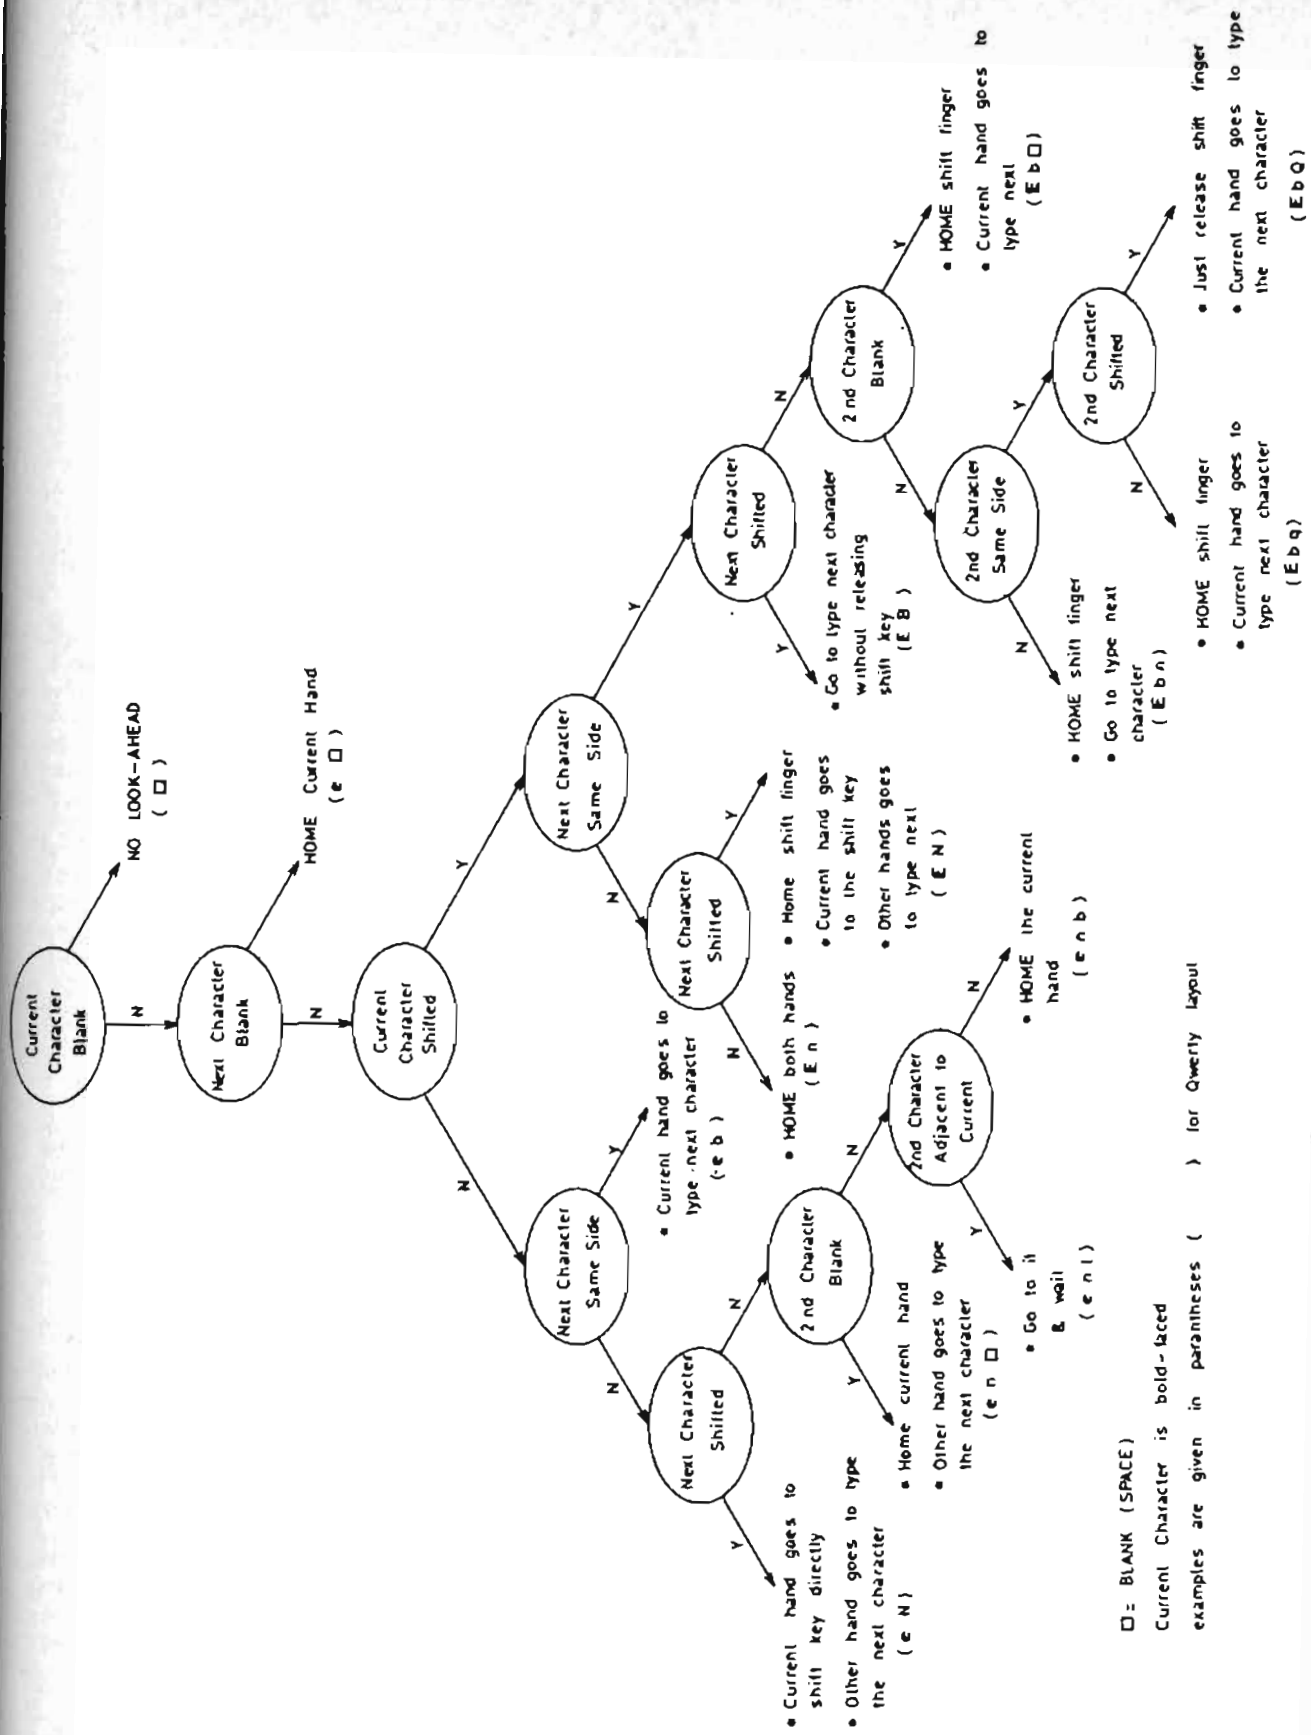 Current
Character
Blank
Y
NO LOOK-AHEAD
( □ )
N
Next Character
Blank
HOME Current Hand
( e □ )
N
Current
Character
Shifted
N
Y
Next Character
Same Side
Next Character
Same Side
Y
• Current hand goes to
type next character
( e b )
N
Next Character
Shifted
Y
• Current hand goes to
shift key directly
• Other hand goes to type
the next character
( e N )
N
2nd Character
Blank
Y
• Home current hand
• Other hand goes to type
the next character
( e n □ )
N
2nd Character
Adjacent to
Current
Y
• Go to it
& wait
( e n l )
N
• HOME the current
hand
( e n b )
N
Next Character
Shifted
N
• HOME both hands
( E n )
Y
• Home shift finger
• Current hand goes
to the shift key
• Other hands goes
to type next
( E N )
Y
Next Character
Shifted
Y
• Go to type next character
without releasing
shift key
( E B )
N
2nd Character
Blank
Y
• HOME shift finger
• Current hand goes to
type next
( E b □ )
N
2nd Character
Same Side
N
• HOME shift finger
• Go to type next
character
( E b n )
Y
2nd Character
Shifted
N
• HOME shift finger
• Current hand goes to
type next character
( E b q )
Y
• Just release shift finger
• Current hand goes to type
the next character
( E b Q )
□ = BLANK (SPACE)
Current Character is bold-faced
examples are given in parantheses ( ) for Qwerty layout